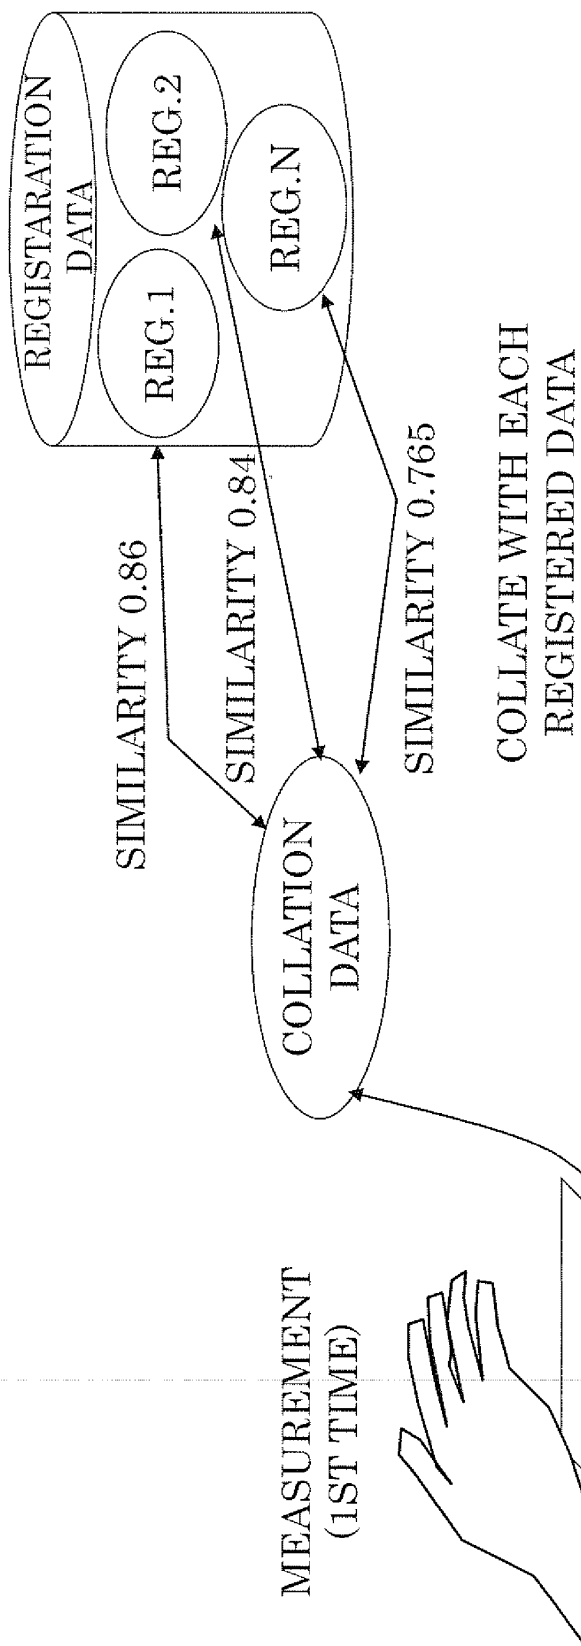 MEASUREMENT
(1ST TIME)
COLLATION
DATA
SIMILARITY 0.86
SIMILARITY 0.84
SIMILARITY 0.765
REGISTARATION
DATA
REG.1
REG.2
REG.N
COLLATE WITH EACH
REGISTERED DATA